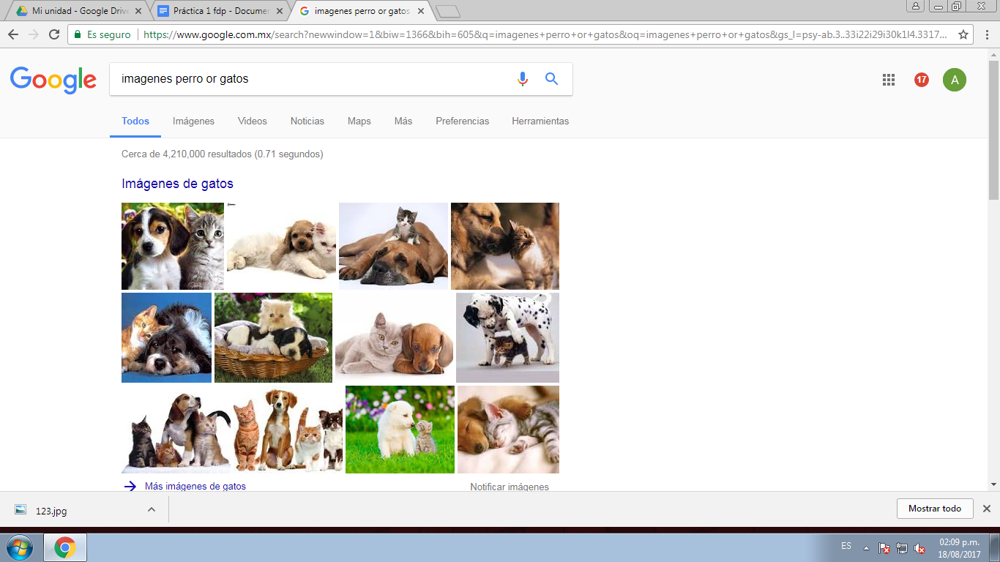 Mi unidad - Google Drive
Práctica 1 fdp - Documen
imagenes perro or gatos
Es seguro
https://www.google.com.mx/search?newwindow=1&biw=1366&bih=605&q=imagenes+perro+or+gatos&oq=imagenes+perro+or+gatos&gs_l=psy-ab.3..33i22i29i30k1l4.3317...
Google
imagenes perro or gatos
17
A
Todos
Imágenes
Videos
Noticias
Maps
Más
Preferencias
Herramientas
Cerca de 4,210,000 resultados (0.71 segundos)
Imágenes de gatos
Más imágenes de gatos
Notificar imágenes
123.jpg
Mostrar todo
ES
02:09 p.m.
18/08/2017